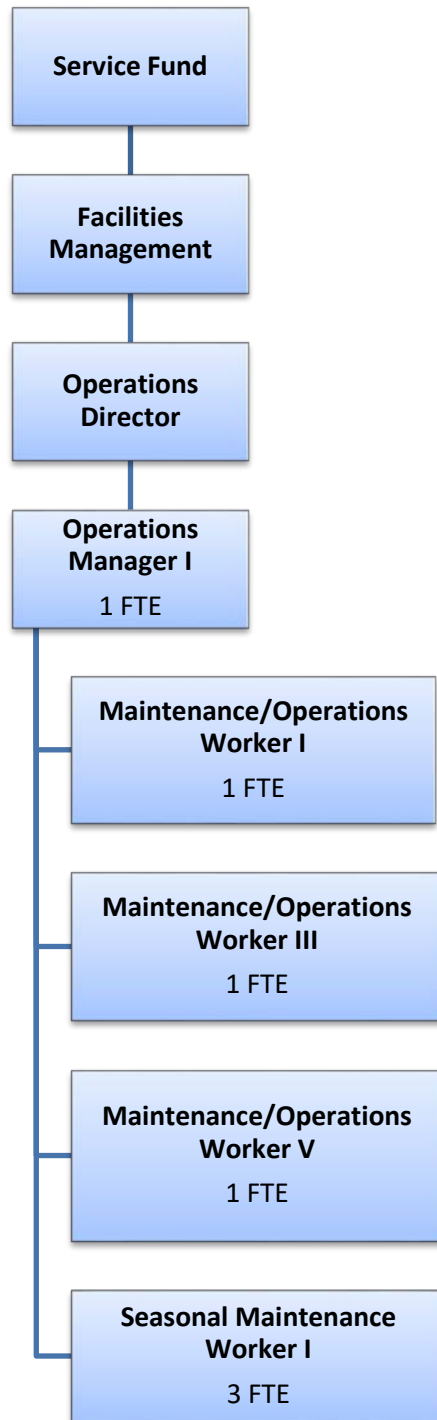 Service Fund
Facilities
Management
Operations
Director
Operations
Manager I
1 FTE
Maintenance/Operations
Worker I
1 FTE
Maintenance/Operations
Worker III
1 FTE
Maintenance/Operations
Worker V
1 FTE
Seasonal Maintenance
Worker I
3 FTE